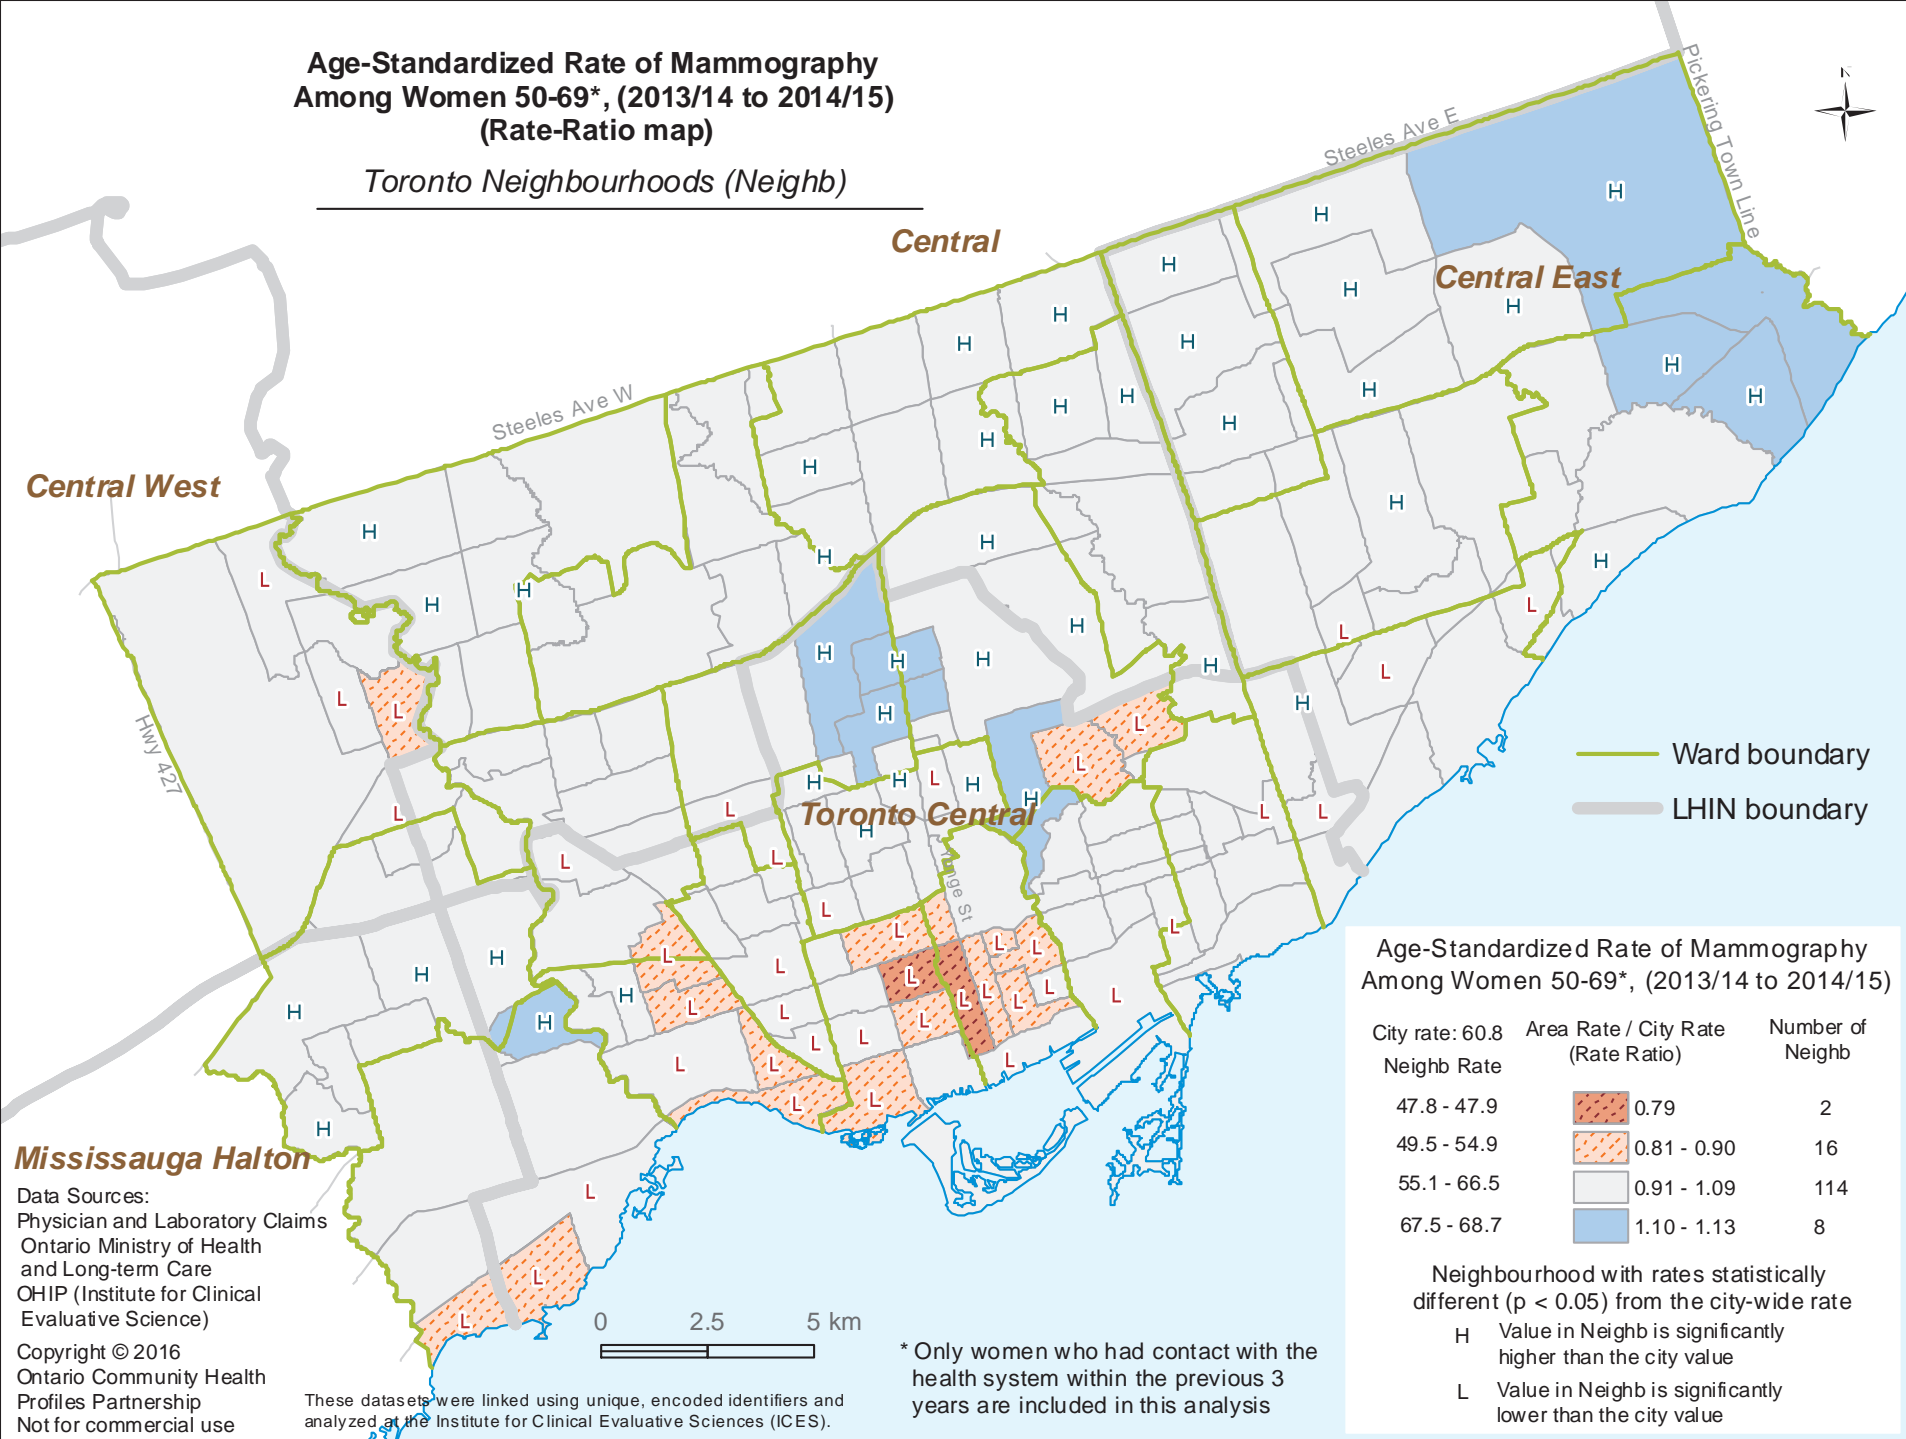 Age-Standardized Rate of Mammography
Among Women 50-69*, (2013/14 to 2014/15)
(Rate-Ratio map)
Toronto Neighbourhoods (Neighb)
N
Pickering Town Line
Steeles Ave E
Central
Central East
Steeles Ave W
Central West
Hwy 427
Toronto Central
Yonge St
Mississauga Halton
H
L
Ward boundary
LHIN boundary
Age-Standardized Rate of Mammography
Among Women 50-69*, (2013/14 to 2014/15)
City rate: 60.8
Neighb Rate
Area Rate / City Rate
(Rate Ratio)
Number of
Neighb
47.8 - 47.9 0.79 2
49.5 - 54.9 0.81 - 0.90 16
55.1 - 66.5 0.91 - 1.09 114
67.5 - 68.7 1.10 - 1.13 8
Neighbourhood with rates statistically
different (p < 0.05) from the city-wide rate
H Value in Neighb is significantly
higher than the city value
L Value in Neighb is significantly
lower than the city value
Data Sources:
Physician and Laboratory Claims
Ontario Ministry of Health
and Long-term Care
OHIP (Institute for Clinical
Evaluative Science)
Copyright © 2016
Ontario Community Health
Profiles Partnership
Not for commercial use
0 2.5 5 km
These datasets were linked using unique, encoded identifiers and
analyzed at the Institute for Clinical Evaluative Sciences (ICES).
* Only women who had contact with the
health system within the previous 3
years are included in this analysis